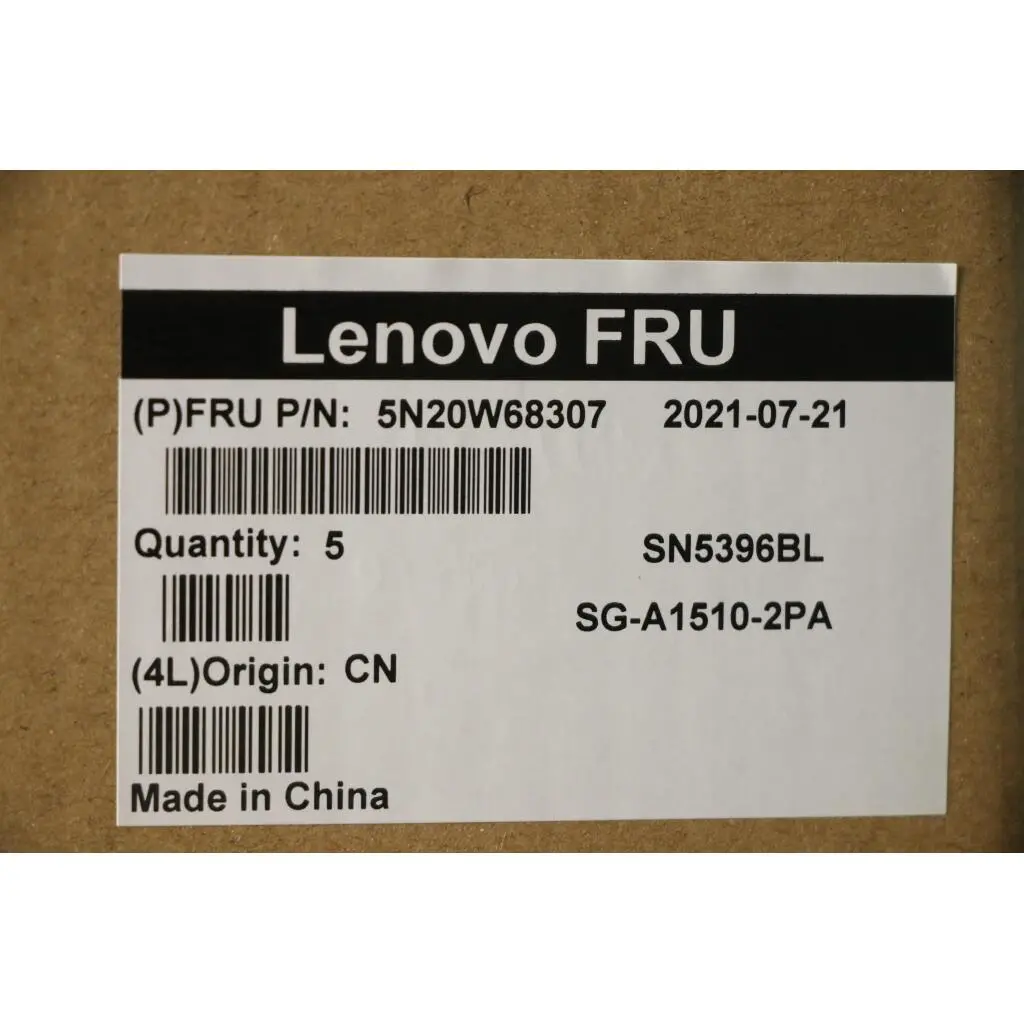 Lenovo FRU
(P)FRU P/N: 5N20W68307 2021-07-21
Quantity: 5 SN5396BL
SG-A1510-2PA
(4L)Origin: CN
Made in China